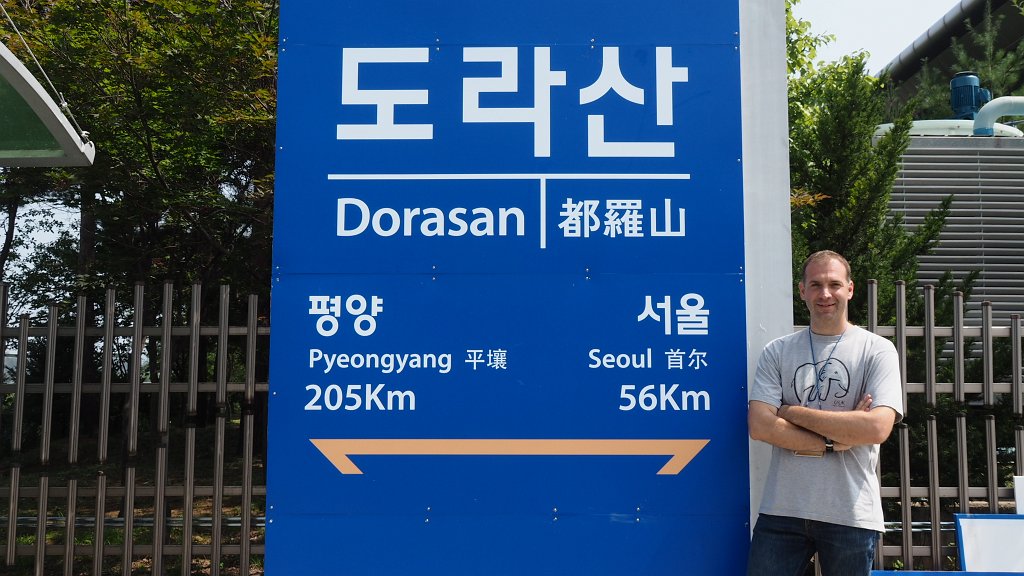 도라산
Dorasan 都羅山
평양 서울
Pyeongyang 平壤 Seoul 首尔
205Km 56Km